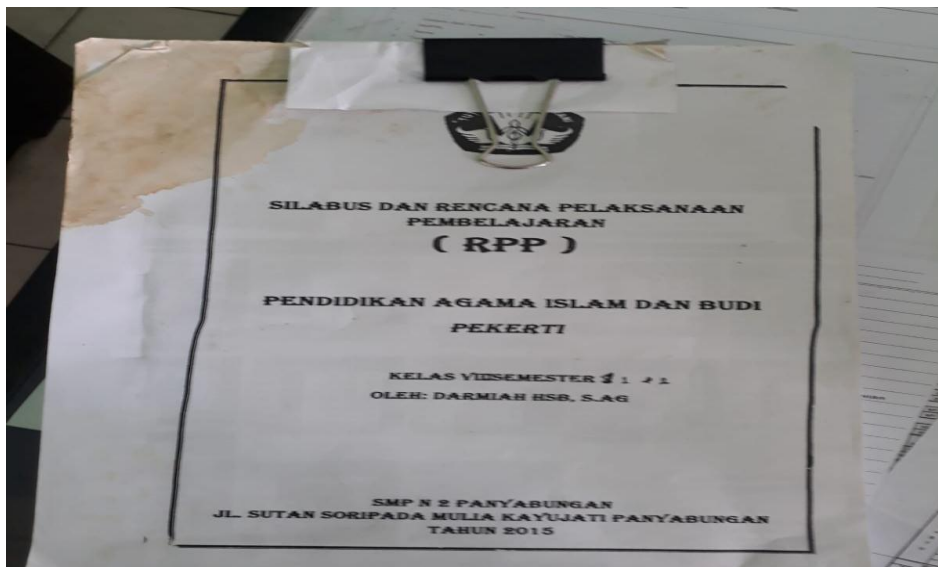 SILABUS DAN RENCANA PELAKSANAAN
PEMBELAJARAN
( RPP )
PENDIDIKAN AGAMA ISLAM DAN BUDI
PEKERTI
KELAS SEMESTER
OLEH: DARMIAH HSB, S.AG
SMP N 2 PANYABUNGAN
JL. SUTAN SORIPADA MULIA KAYUJATI PANYABUNGAN
TAHUN 2015